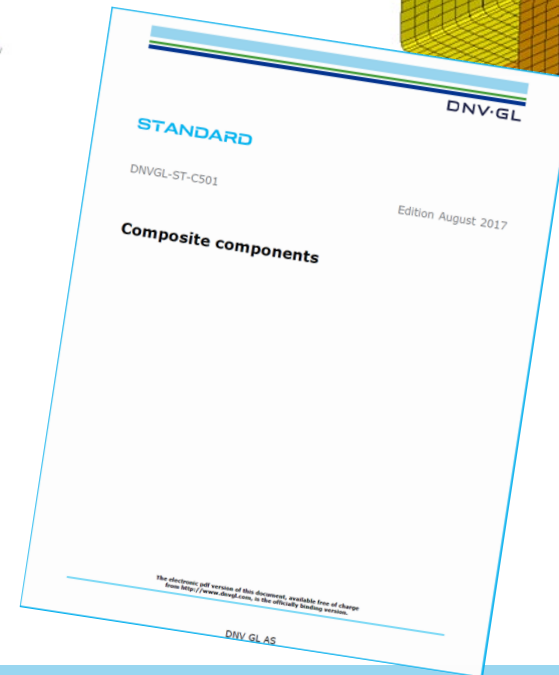 DNV·GL
STANDARD
DNVGL-ST-C501
Edition August 2017
Composite components
The electronic pdf version of this document, available free of charge
from http://www.dnvgl.com, is the officially binding version.
DNV GL AS